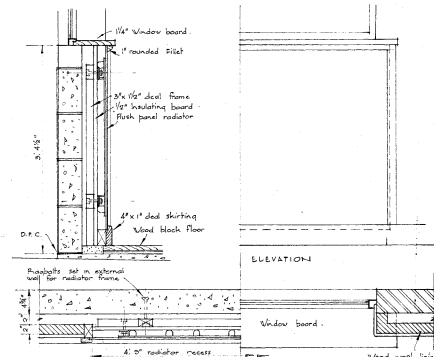 1¼" Window board.
1" rounded fillet
3" x 1½" deal frame
½" Insulating board.
Flush panel radiator
3' 4½"
4" x 1" deal skirting
Wood block floor
D.P.C.
ELEVATION
Ragbolts set in external
wall for radiator frame
Window board.
4' 9" radiator recess